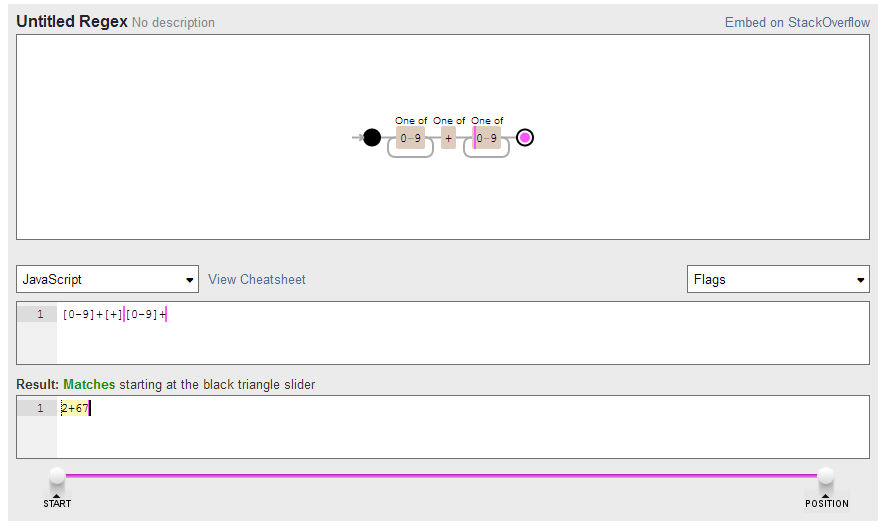 Untitled Regex No description Embed on StackOverflow
One of One of One of
0-9 + 0-9
JavaScript View Cheatsheet Flags
1 [0-9]+[+][0-9]+
Result: Matches starting at the black triangle slider
1 2+67
START POSITION